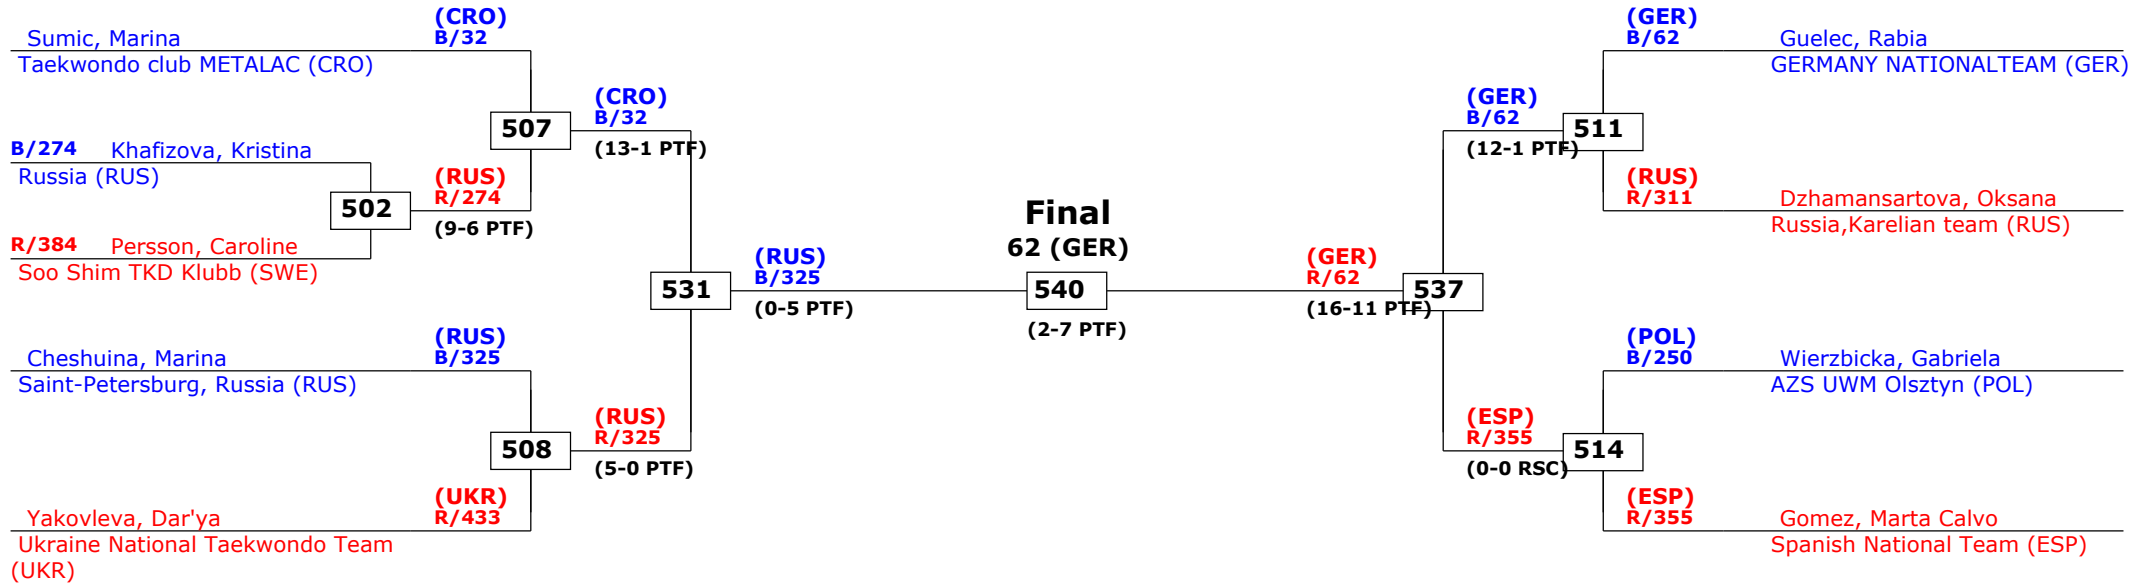 (CRO)
B/32
Sumic, Marina
Taekwondo club METALAC (CRO)
B/274 Khafizova, Kristina
Russia (RUS)
502
R/384 Persson, Caroline
Soo Shim TKD Klubb (SWE)
(RUS)
R/274
(9-6 PTF)
507
(CRO)
B/32
(13-1 PTF)
(RUS)
B/325
Cheshuina, Marina
Saint-Petersburg, Russia (RUS)
508
(UKR)
R/433
Yakovleva, Dar'ya
Ukraine National Taekwondo Team
(UKR)
(RUS)
R/325
(5-0 PTF)
531
(RUS)
B/325
(0-5 PTF)
Final
62 (GER)
540
(2-7 PTF)
(GER)
R/62
(16-11 PTF)
537
(GER)
B/62
(12-1 PTF)
511
(GER)
B/62
Guelec, Rabia
GERMANY NATIONALTEAM (GER)
(RUS)
R/311
Dzhamansartova, Oksana
Russia,Karelian team (RUS)
(ESP)
R/355
(0-0 RSC)
514
(POL)
B/250
Wierzbicka, Gabriela
AZS UWM Olsztyn (POL)
(ESP)
R/355
Gomez, Marta Calvo
Spanish National Team (ESP)